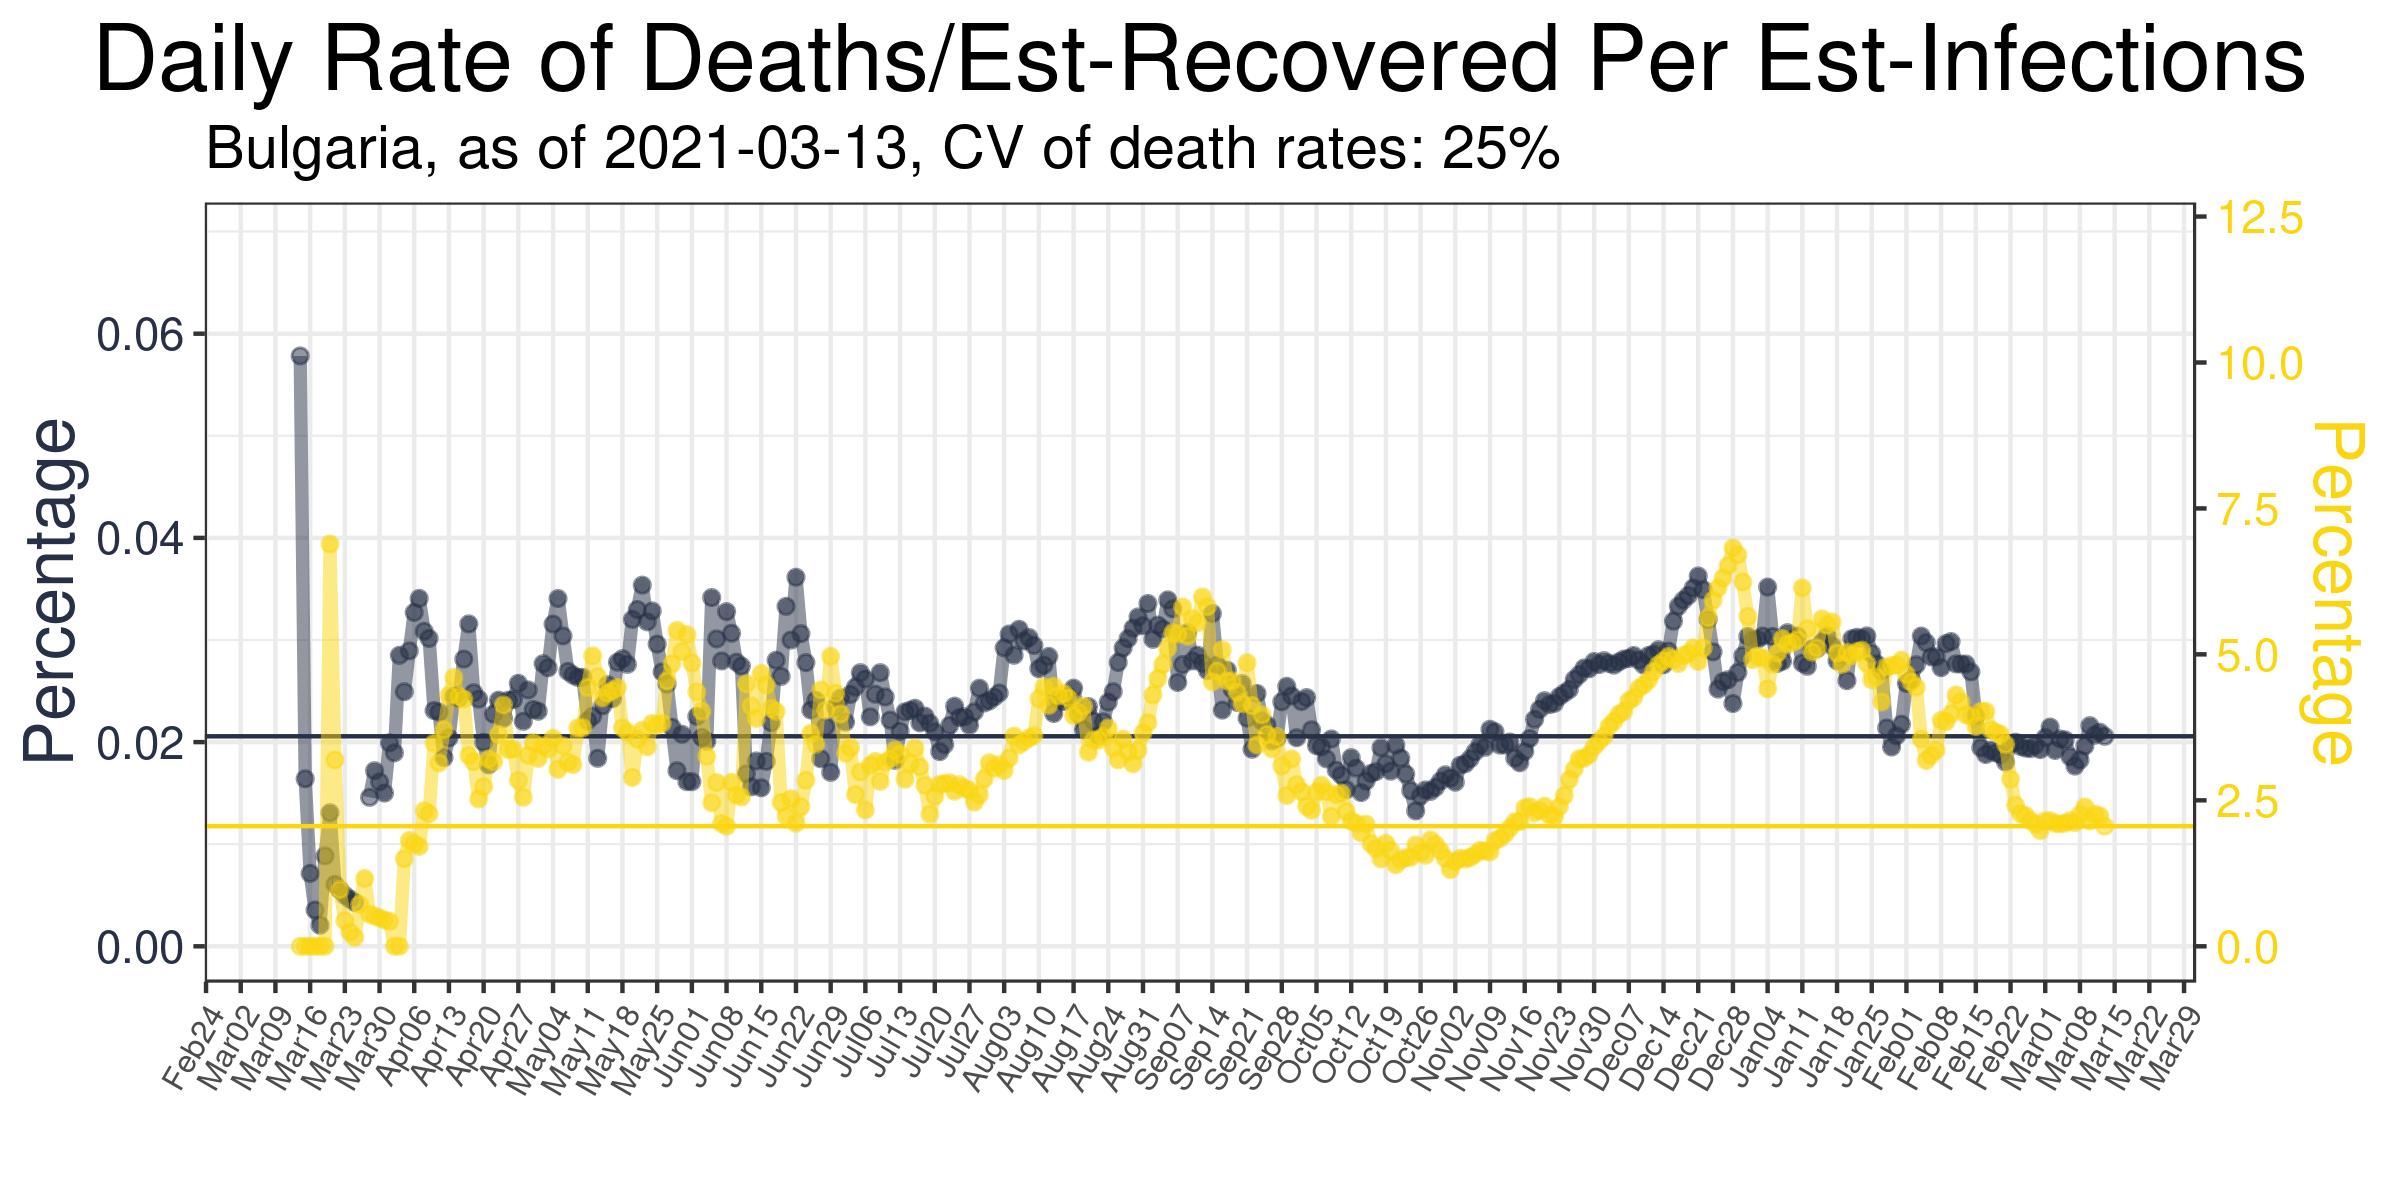 Daily Rate of Deaths/Est-Recovered Per Est-Infections
Bulgaria, as of 2021-03-13, CV of death rates: 25%
Percentage
0.06
0.04
0.02
0.00
12.5
10.0
7.5
5.0
2.5
0.0
Percentage
Feb24
Mar02
Mar09
Mar16
Mar23
Mar30
Apr06
Apr13
Apr20
Apr27
May04
May11
May18
May25
Jun01
Jun08
Jun15
Jun22
Jun29
Jul06
Jul13
Jul20
Jul27
Aug03
Aug10
Aug17
Aug24
Aug31
Sep07
Sep14
Sep21
Sep28
Oct05
Oct12
Oct19
Oct26
Nov02
Nov09
Nov16
Nov23
Nov30
Dec07
Dec14
Dec21
Dec28
Jan04
Jan11
Jan18
Jan25
Feb01
Feb08
Feb15
Feb22
Mar01
Mar08
Mar15
Mar22
Mar29